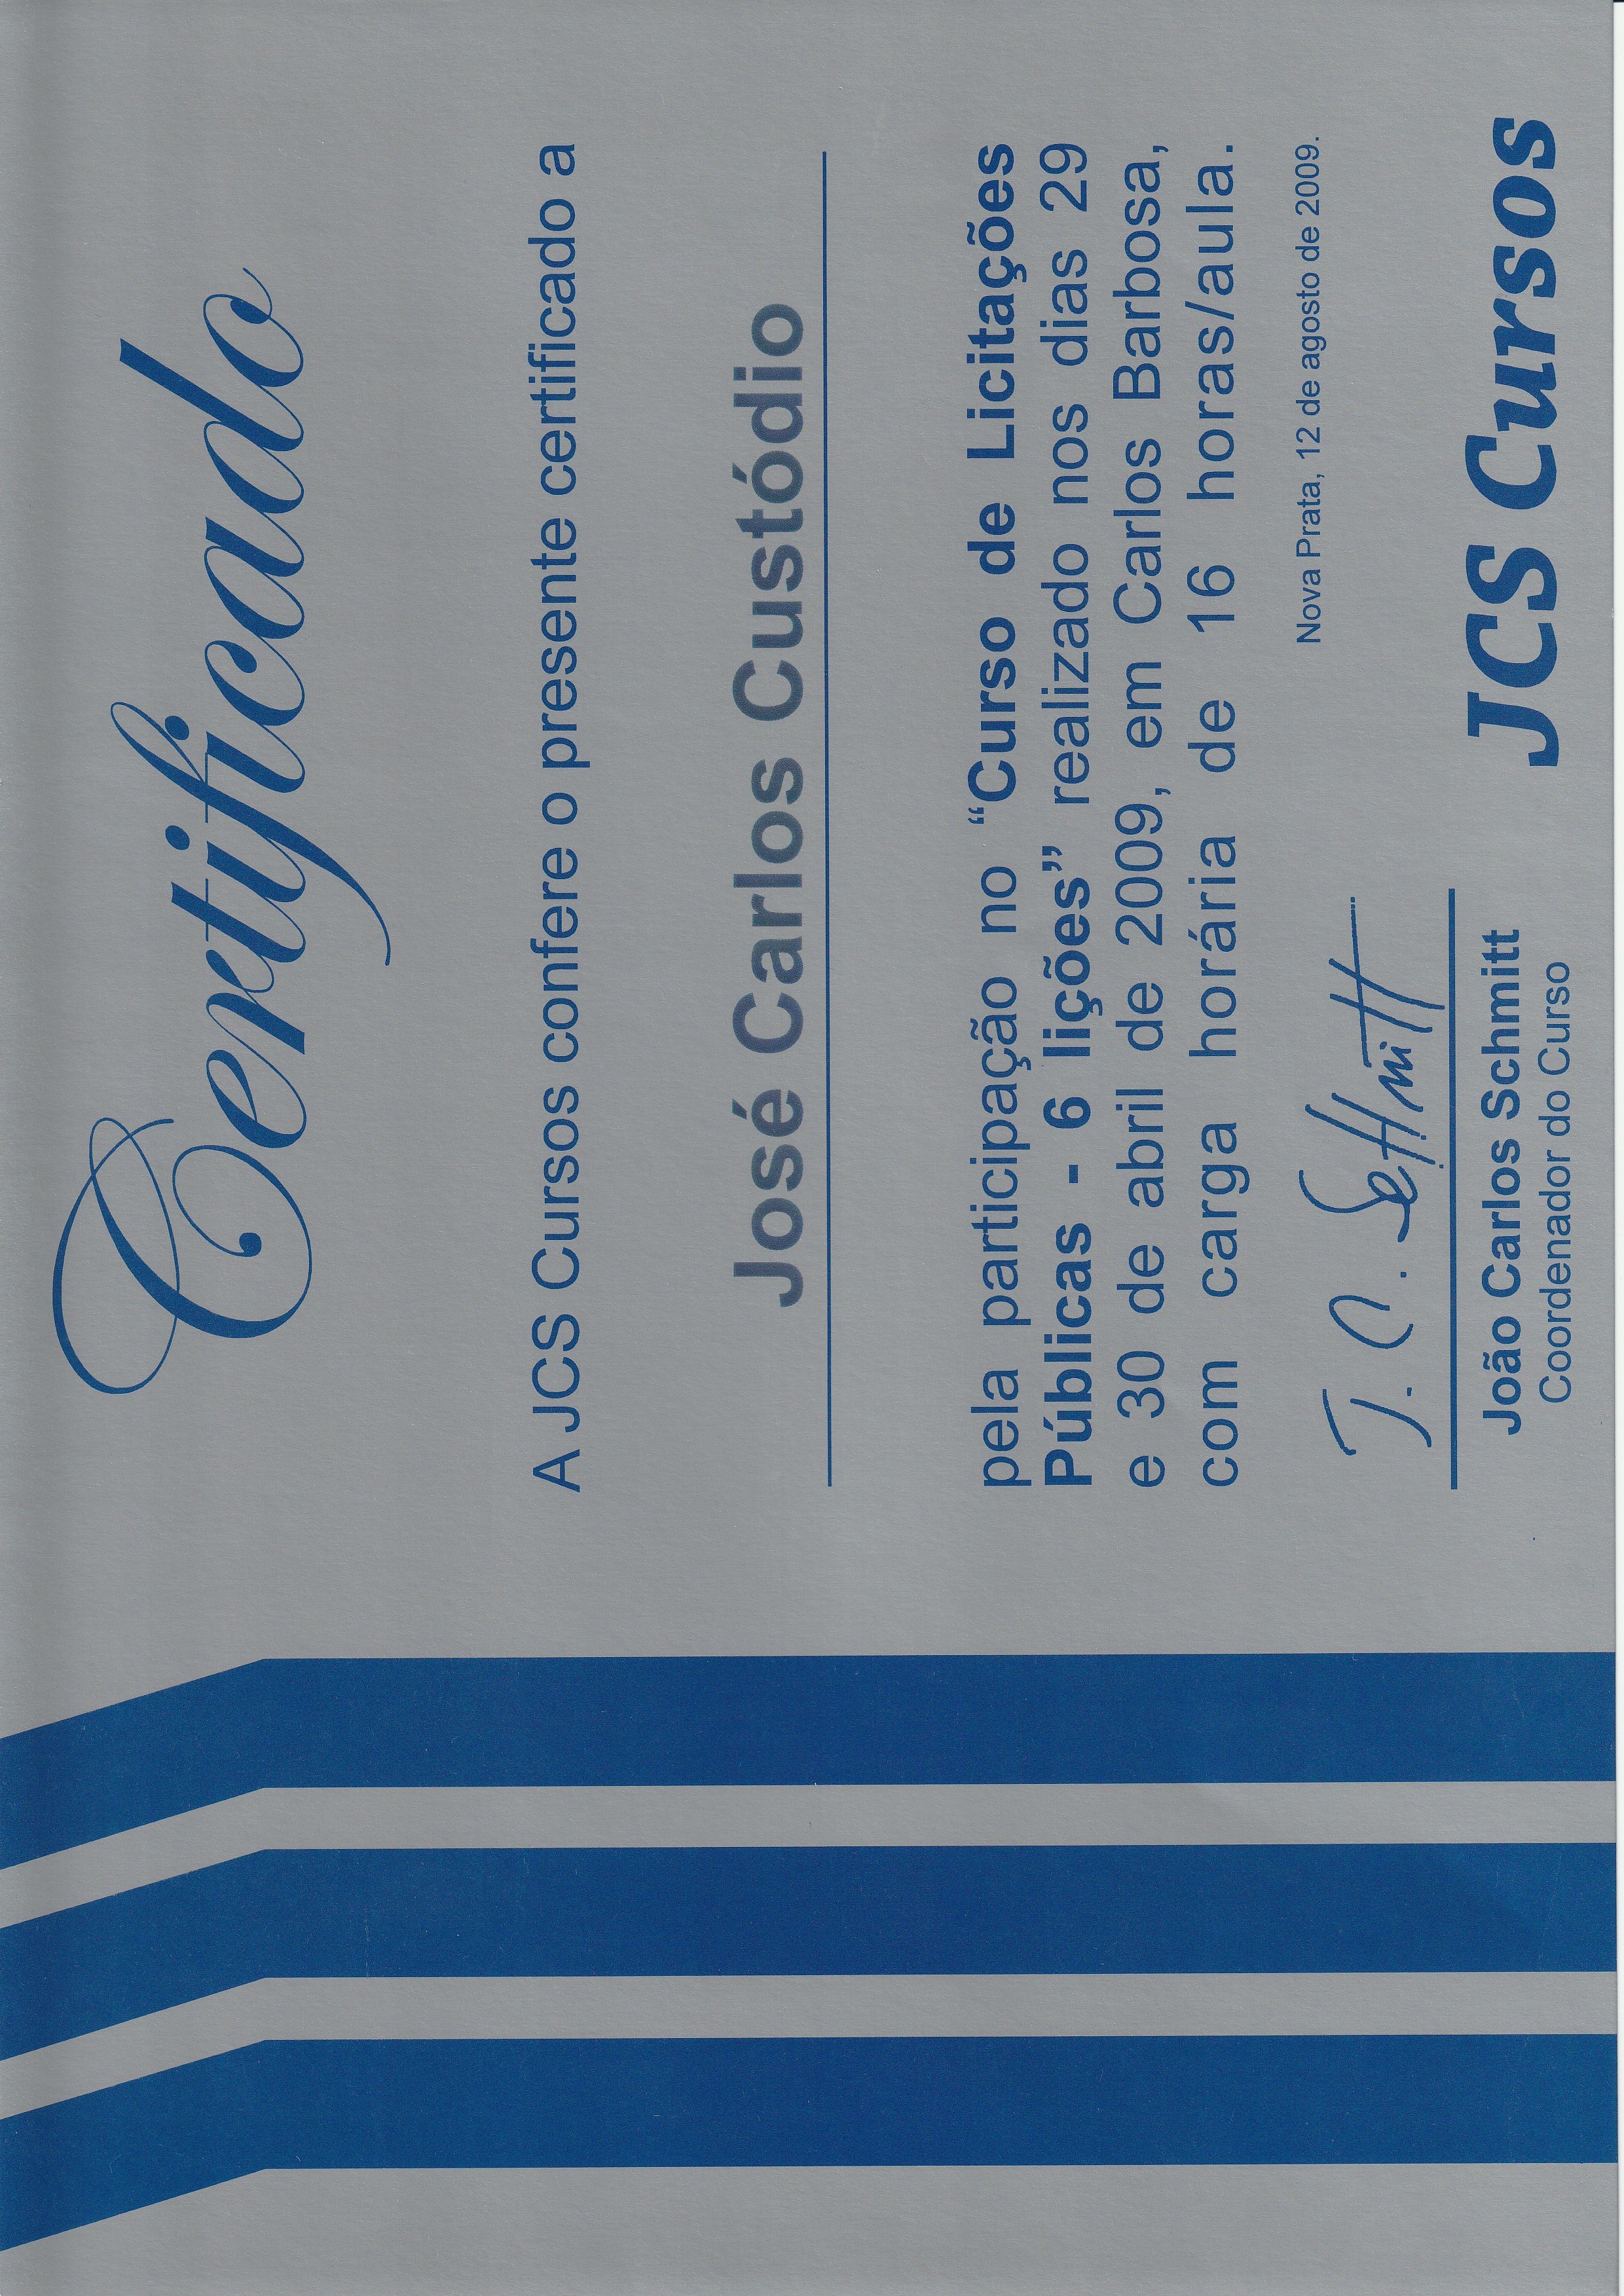 Certificado
A JCS Cursos confere o presente certificado a
José Carlos Custódio
pela participação no “Curso de Licitações
Públicas - 6 lições” realizado nos dias 29
e 30 de abril de 2009, em Carlos Barbosa,
com carga horária de 16 horas/aula.
Nova Prata, 12 de agosto de 2009.
J. C. Schmitt
João Carlos Schmitt
Coordenador do Curso
JCS Cursos